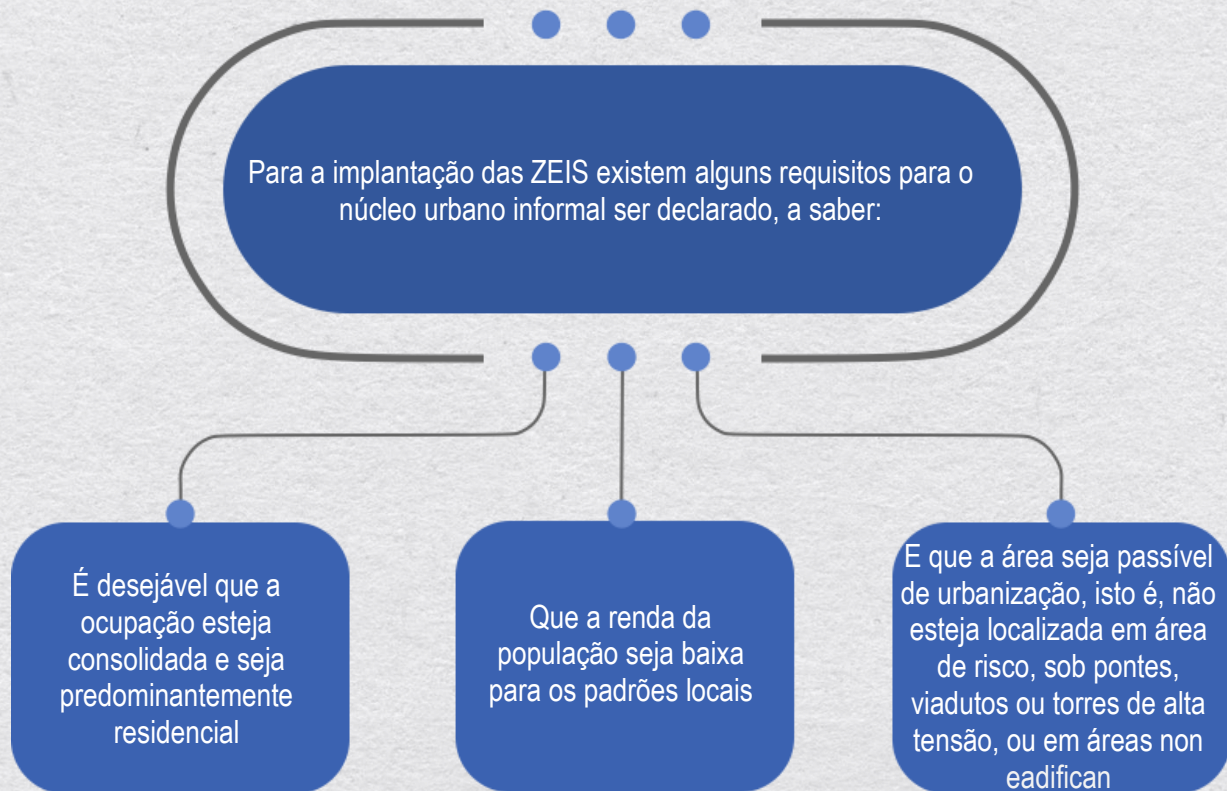 Para a implantação das ZEIS existem alguns requisitos para o
núcleo urbano informal ser declarado, a saber:
É desejável que a
ocupação esteja
consolidada e seja
predominantemente
residencial
Que a renda da
população seja baixa
para os padrões locais
E que a área seja passível
de urbanização, isto é, não
esteja localizada em área
de risco, sob pontes,
viadutos ou torres de alta
tensão, ou em áreas non
eadifican